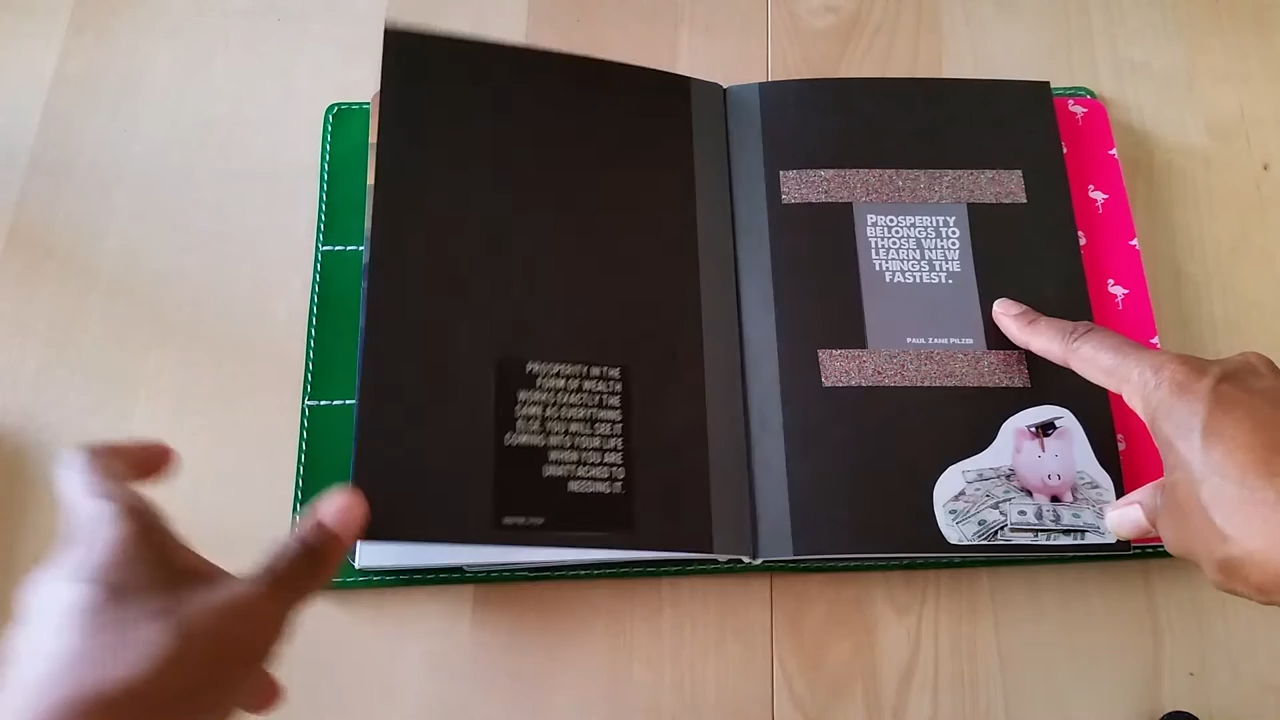 PROSPERITY IN THE
FORM OF WEALTH
WORKS EXACTLY THE
SAME AS EVERYTHING
ELSE. YOU WILL SEE IT
COMING INTO YOUR LIFE
WHEN YOU ARE
UNATTACHED TO
NEEDING IT.
PROSPERITY
BELONGS TO
THOSE WHO
LEARN NEW
THINGS THE
FASTEST.
PAUL ZANE PILZER